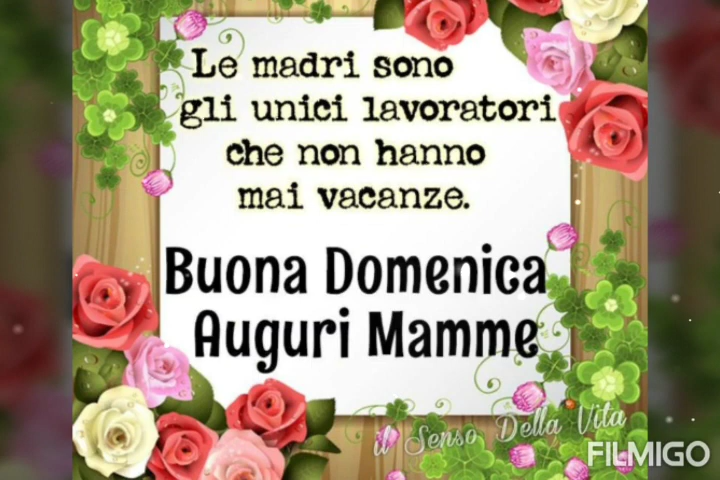 Le madri sono
gli unici lavoratori
che non hanno
mai vacanze.
Buona Domenica
Auguri Mamme
il Senso Della Vita
FILMIGO